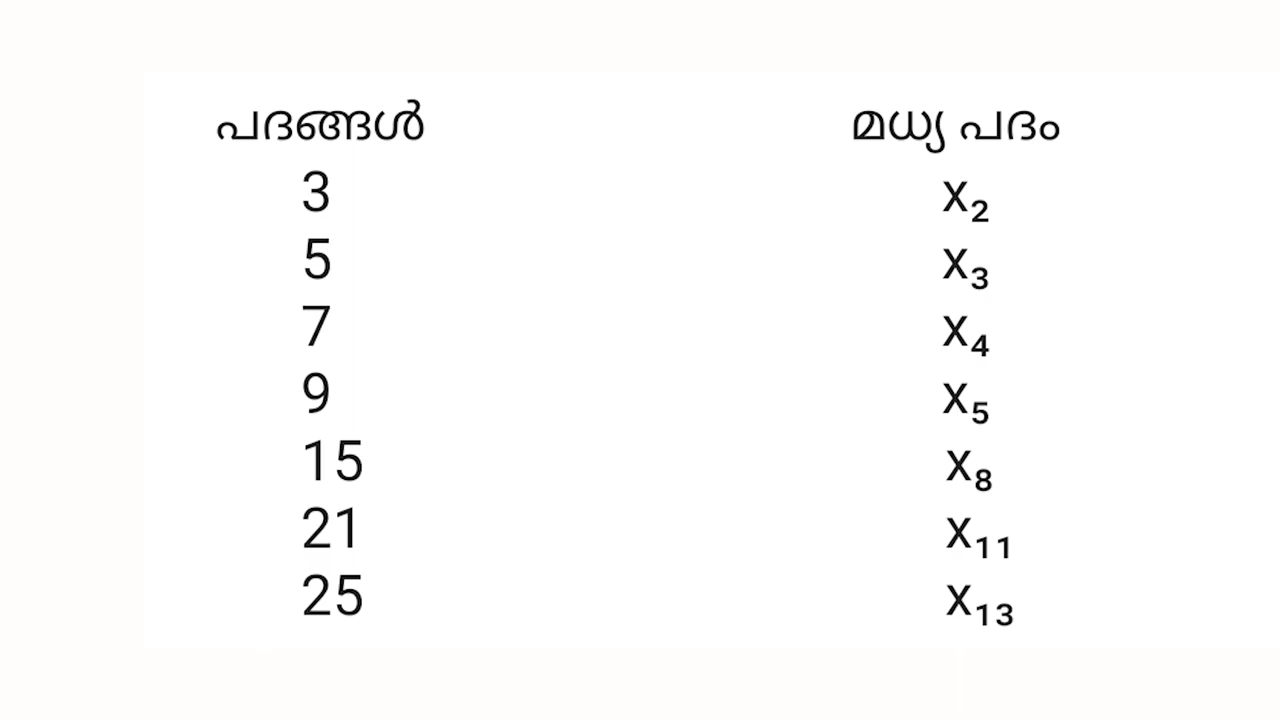 പദങ്ങൾ മധ്യ പദം
3 x₂
5 x₃
7 x₄
9 x₅
15 x₈
21 x₁₁
25 x₁₃